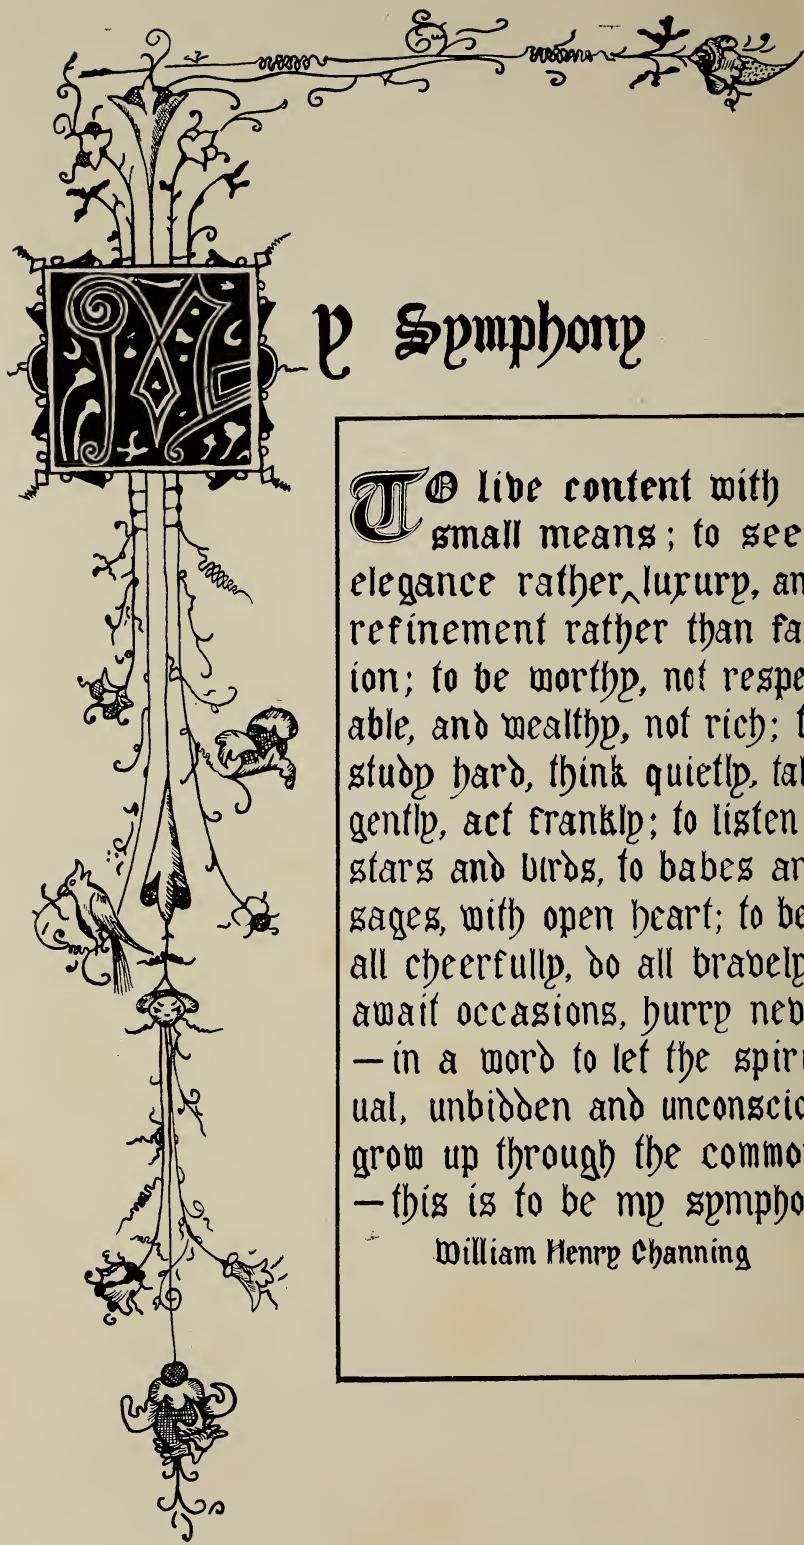 My Symphony
TO live content with
small means; to see
elegance rather‸luxury, an
refinement rather than fa
ion; to be worthy, not respe
able, and wealthy, not rich; t
study hard, think quietly, tal
gently, act frankly; to listen
stars and birds, to babes an
sages, with open heart; to be
all cheerfully, do all bravely
await occasions, hurry nev
—in a word to let the spiri
ual, unbidden and unconscio
grow up through the common
—this is to be my sympho
William Henry Channing